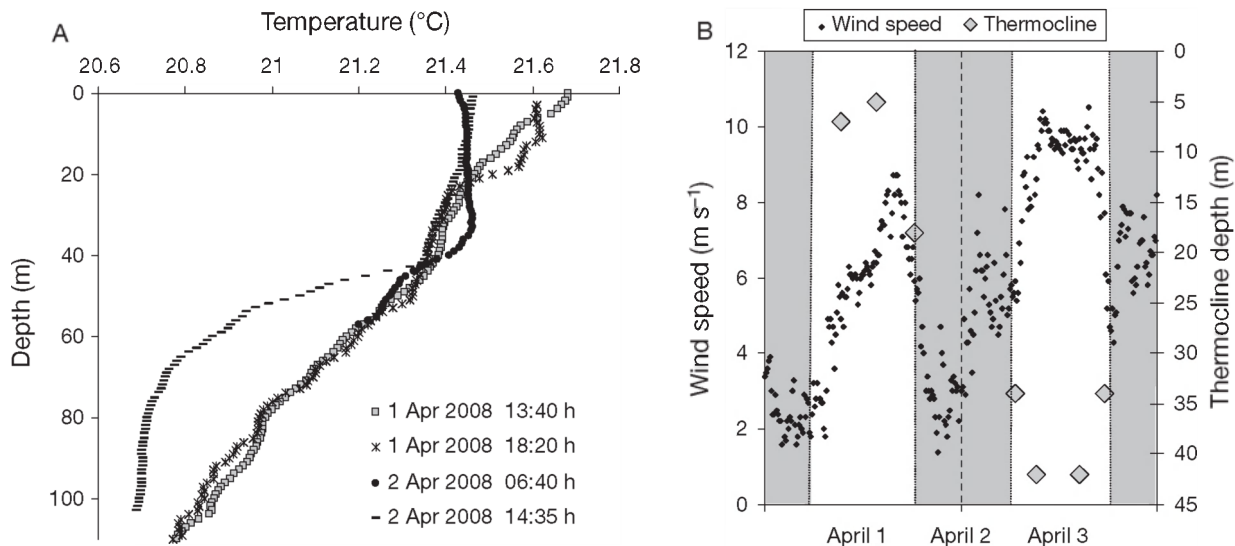 A
Temperature (°C)
20.6 20.8 21 21.2 21.4 21.6 21.8
Depth (m)
0
20
40
60
80
100
1 Apr 2008 13:40 h
1 Apr 2008 18:20 h
2 Apr 2008 06:40 h
2 Apr 2008 14:35 h
B
Wind speed Thermocline
Wind speed (m s⁻¹)
12
10
8
6
4
2
0
0
5
10
15
20
25
30
35
40
45
Thermocline depth (m)
April 1 April 2 April 3